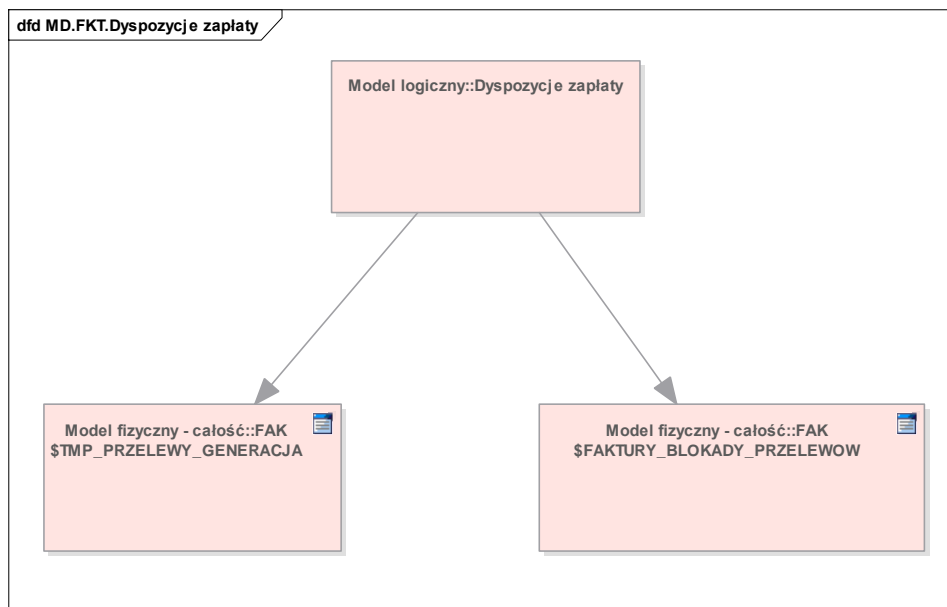 dfd MD.FKT.Dyspozycje zapłaty
Model logiczny::Dyspozycje zapłaty
Model fizyczny - całość::FAK
$TMP_PRZELEWY_GENERACJA
Model fizyczny - całość::FAK
$FAKTURY_BLOKADY_PRZELEWOW